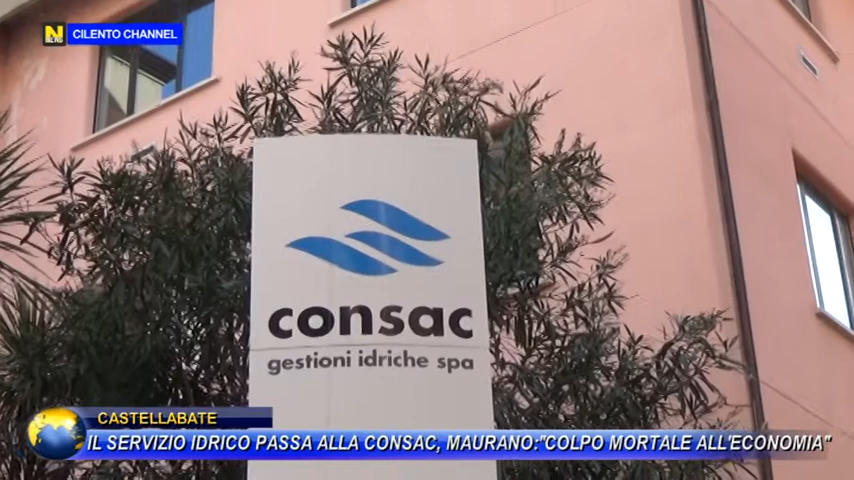 CILENTO CHANNEL
consac
gestioni idriche spa
CASTELLABATE
IL SERVIZIO IDRICO PASSA ALLA CONSAC, MAURANO:"COLPO MORTALE ALL'ECONOMIA"